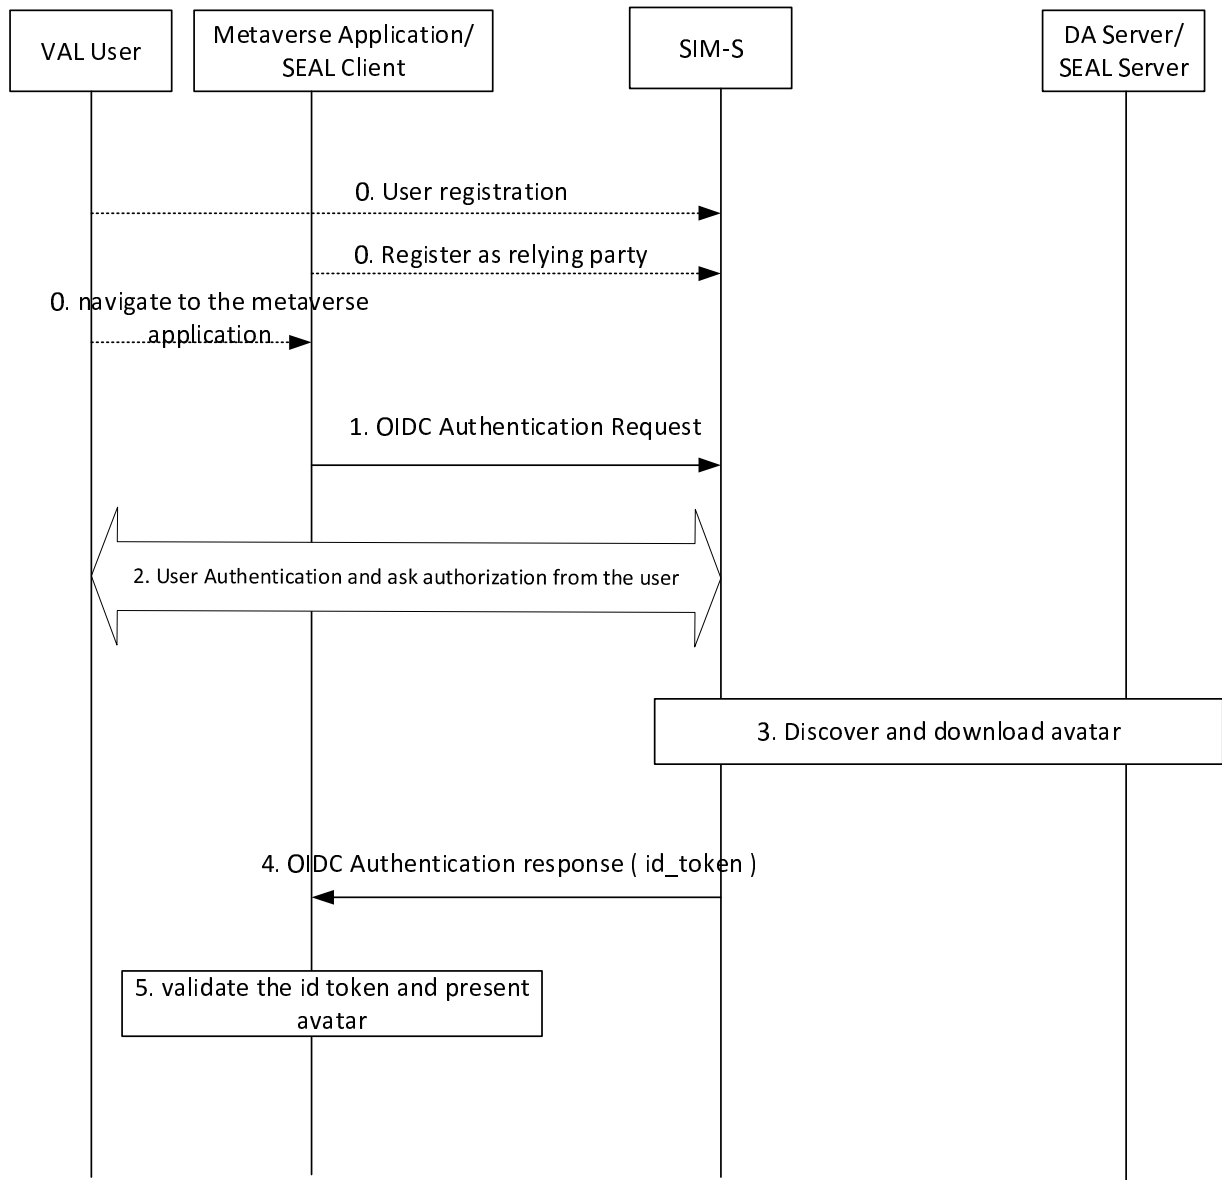 VAL User
Metaverse Application/
SEAL Client
SIM-S
DA Server/
SEAL Server
0. User registration
0. Register as relying party
0. navigate to the metaverse
application
1. OIDC Authentication Request
2. User Authentication and ask authorization from the user
3. Discover and download avatar
4. OIDC Authentication response ( id_token )
5. validate the id token and present
avatar